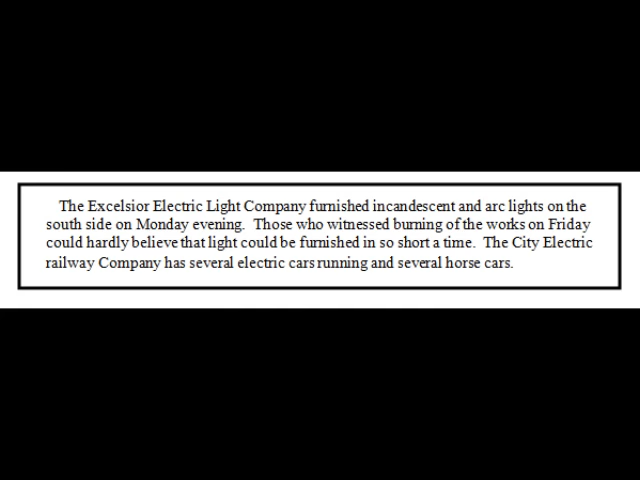 The Excelsior Electric Light Company furnished incandescent and arc lights on the
south side on Monday evening.  Those who witnessed burning of the works on Friday
could hardly believe that light could be furnished in so short a time.  The City Electric
railway Company has several electric cars running and several horse cars.